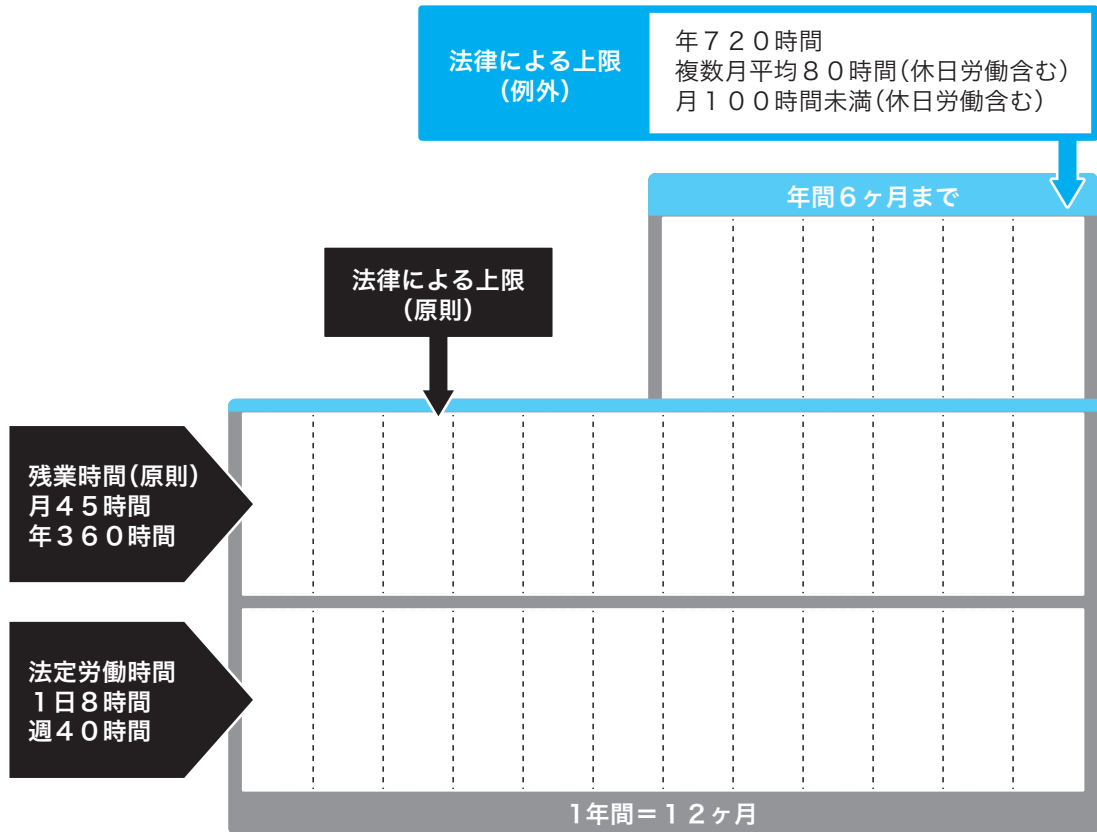 法律による上限
（例外）
年７２０時間
複数月平均８０時間（休日労働含む）
月１００時間未満（休日労働含む）
年間６ヶ月まで
法律による上限
（原則）
残業時間（原則）
月４５時間
年３６０時間
法定労働時間
１日８時間
週４０時間
1年間＝１２ヶ月